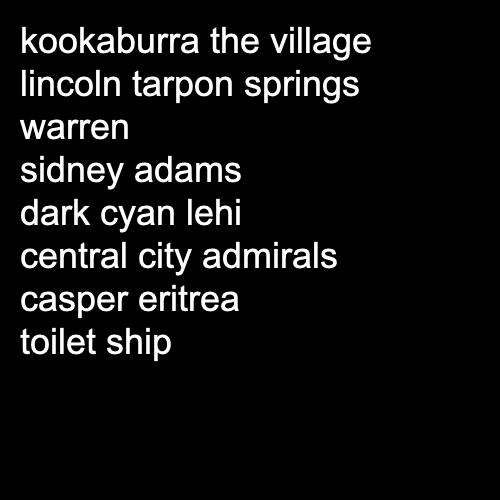 kookaburra the village
lincoln tarpon springs
warren
sidney adams
dark cyan lehi
central city admirals
casper eritrea
toilet ship